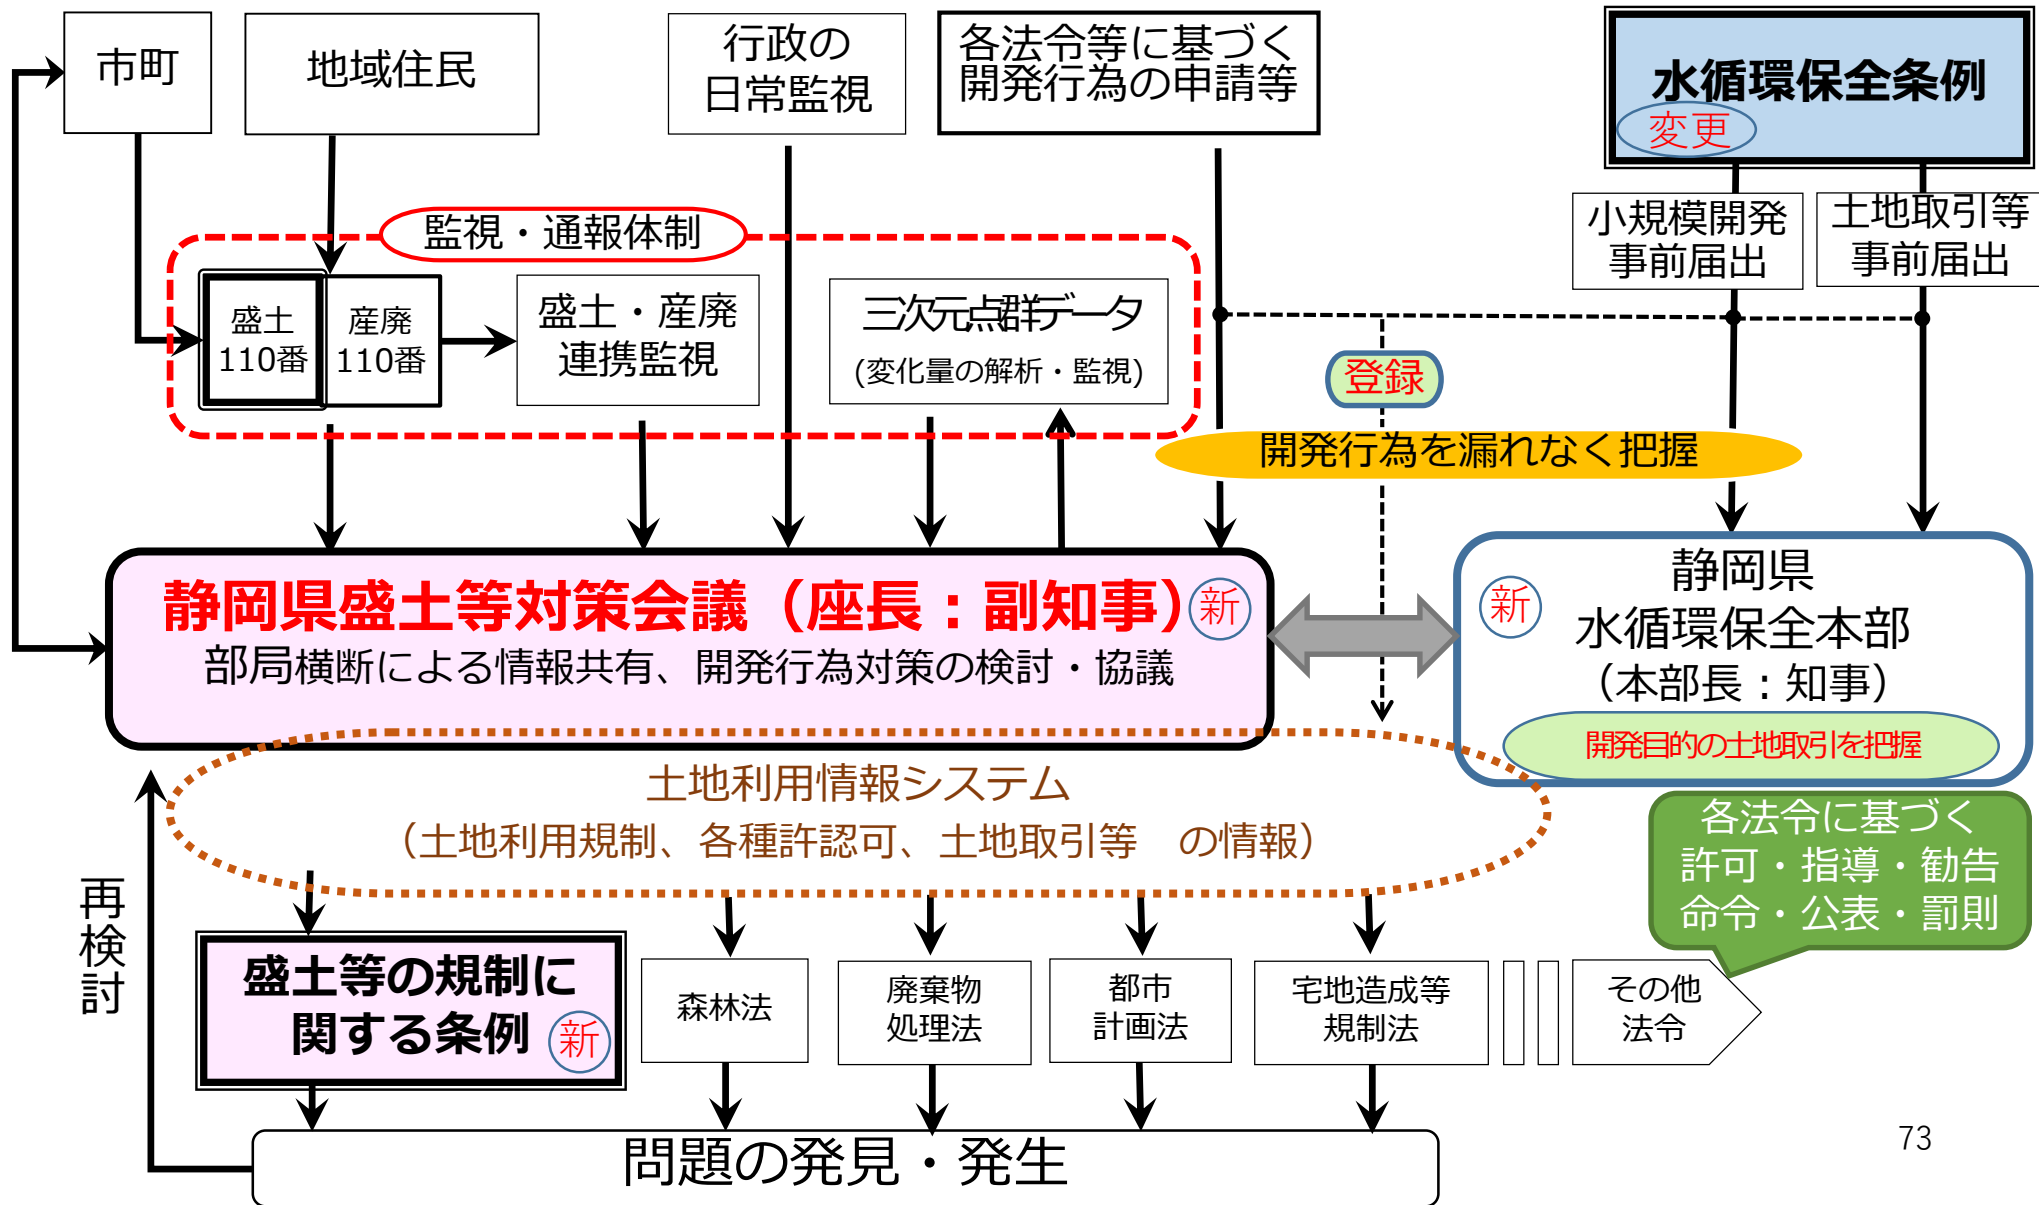 市町
地域住民
行政の
日常監視
各法令等に基づく
開発行為の申請等
水循環保全条例
変更
小規模開発
事前届出
土地取引等
事前届出
監視・通報体制
盛土
110番
産廃
110番
盛土・産廃
連携監視
三次元点群データ
(変化量の解析・監視)
登録
開発行為を漏れなく把握
静岡県盛土等対策会議（座長：副知事）
新
部局横断による情報共有、開発行為対策の検討・協議
新
静岡県
水循環保全本部
（本部長：知事）
開発目的の土地取引を把握
土地利用情報システム
（土地利用規制、各種許認可、土地取引等　の情報）
各法令に基づく
許可・指導・勧告
命令・公表・罰則
再検討
盛土等の規制に
関する条例
新
森林法
廃棄物
処理法
都市
計画法
宅地造成等
規制法
その他
法令
問題の発見・発生
73